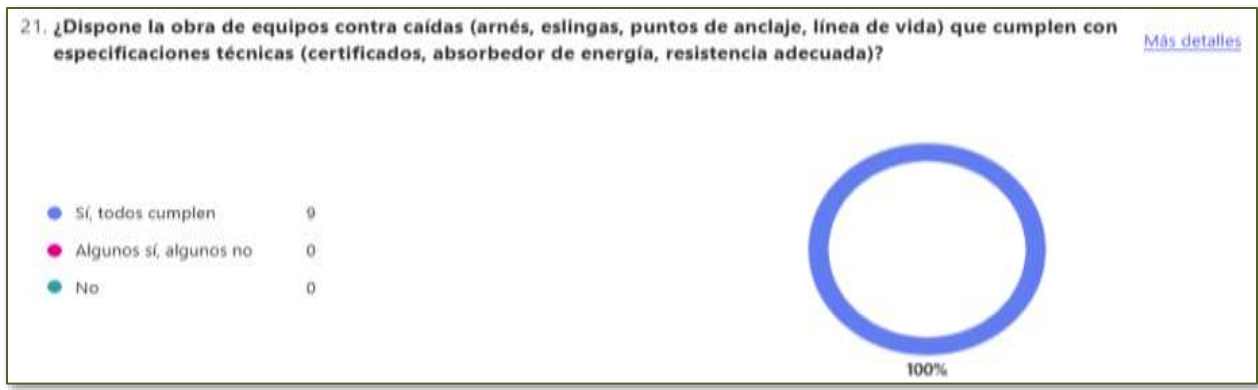 21. ¿Dispone la obra de equipos contra caídas (arnés, eslingas, puntos de anclaje, línea de vida) que cumplen con
especificaciones técnicas (certificados, absorbedor de energía, resistencia adecuada)?
Más detalles
Sí, todos cumplen 9
Algunos sí, algunos no 0
No 0
100%